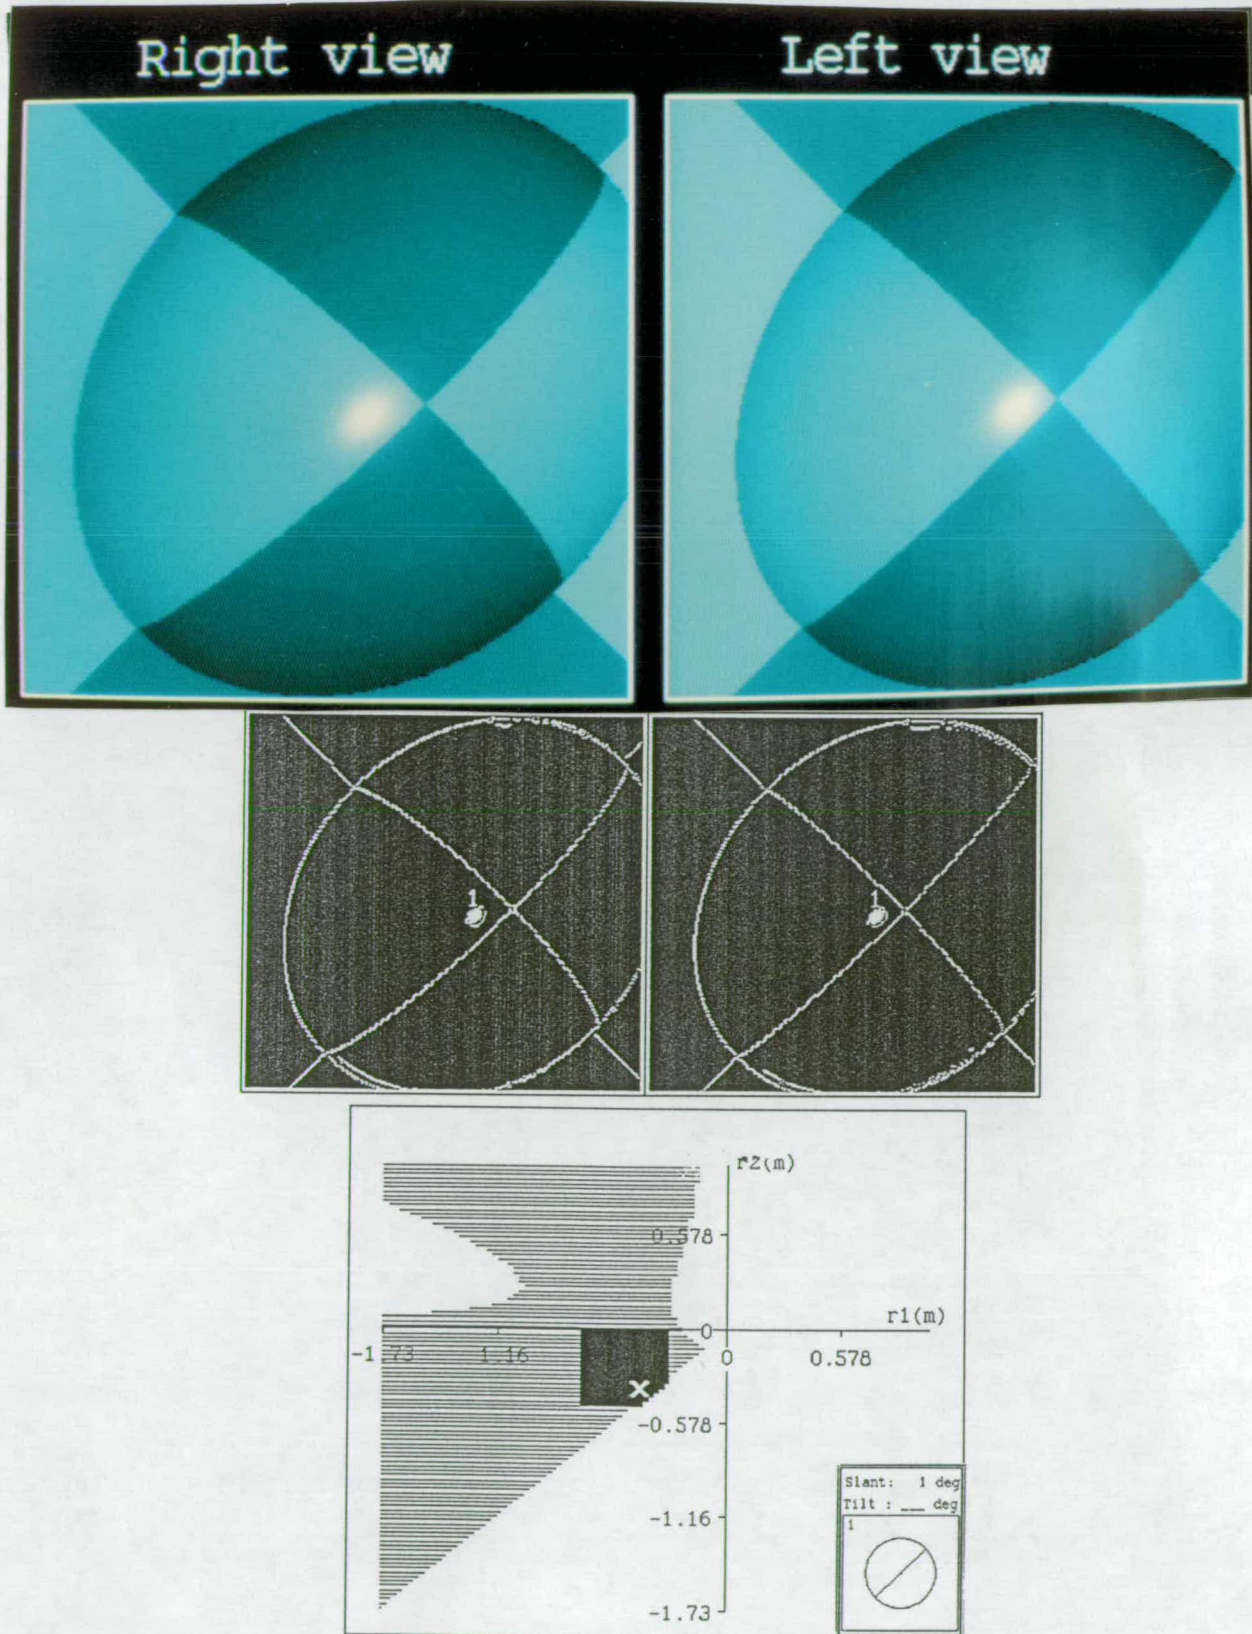 Right view
Left view
1
1
r2(m)
0.578
r1(m)
0
-1.73
1.16
0
0.578
-0.578
-1.16
-1.73
Slant: 1 deg
Tilt : ___ deg
1